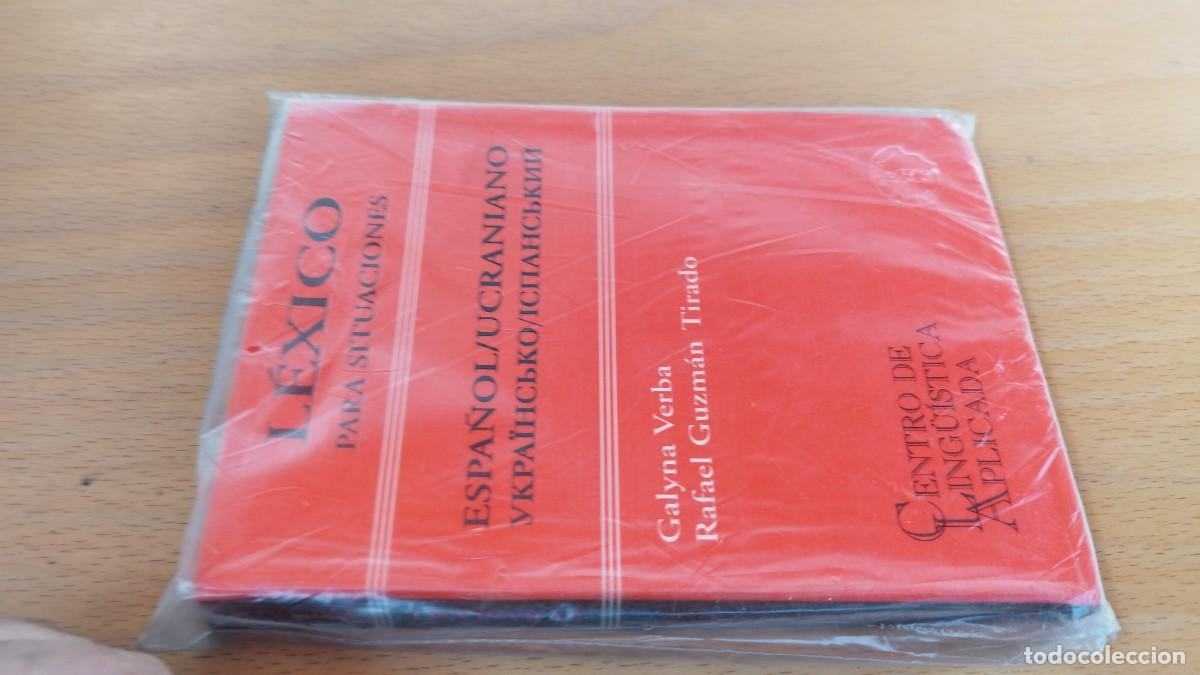 LÉXICO
PARA SITUACIONES
ESPAÑOL/UCRANIANO
УКРАЇНСЬКО/ІСПАНСЬКИЙ
Galyna Verba
Rafael Guzmán Tirado
CENTRO DE
LINGÜÍSTICA
APLICADA
todocoleccion